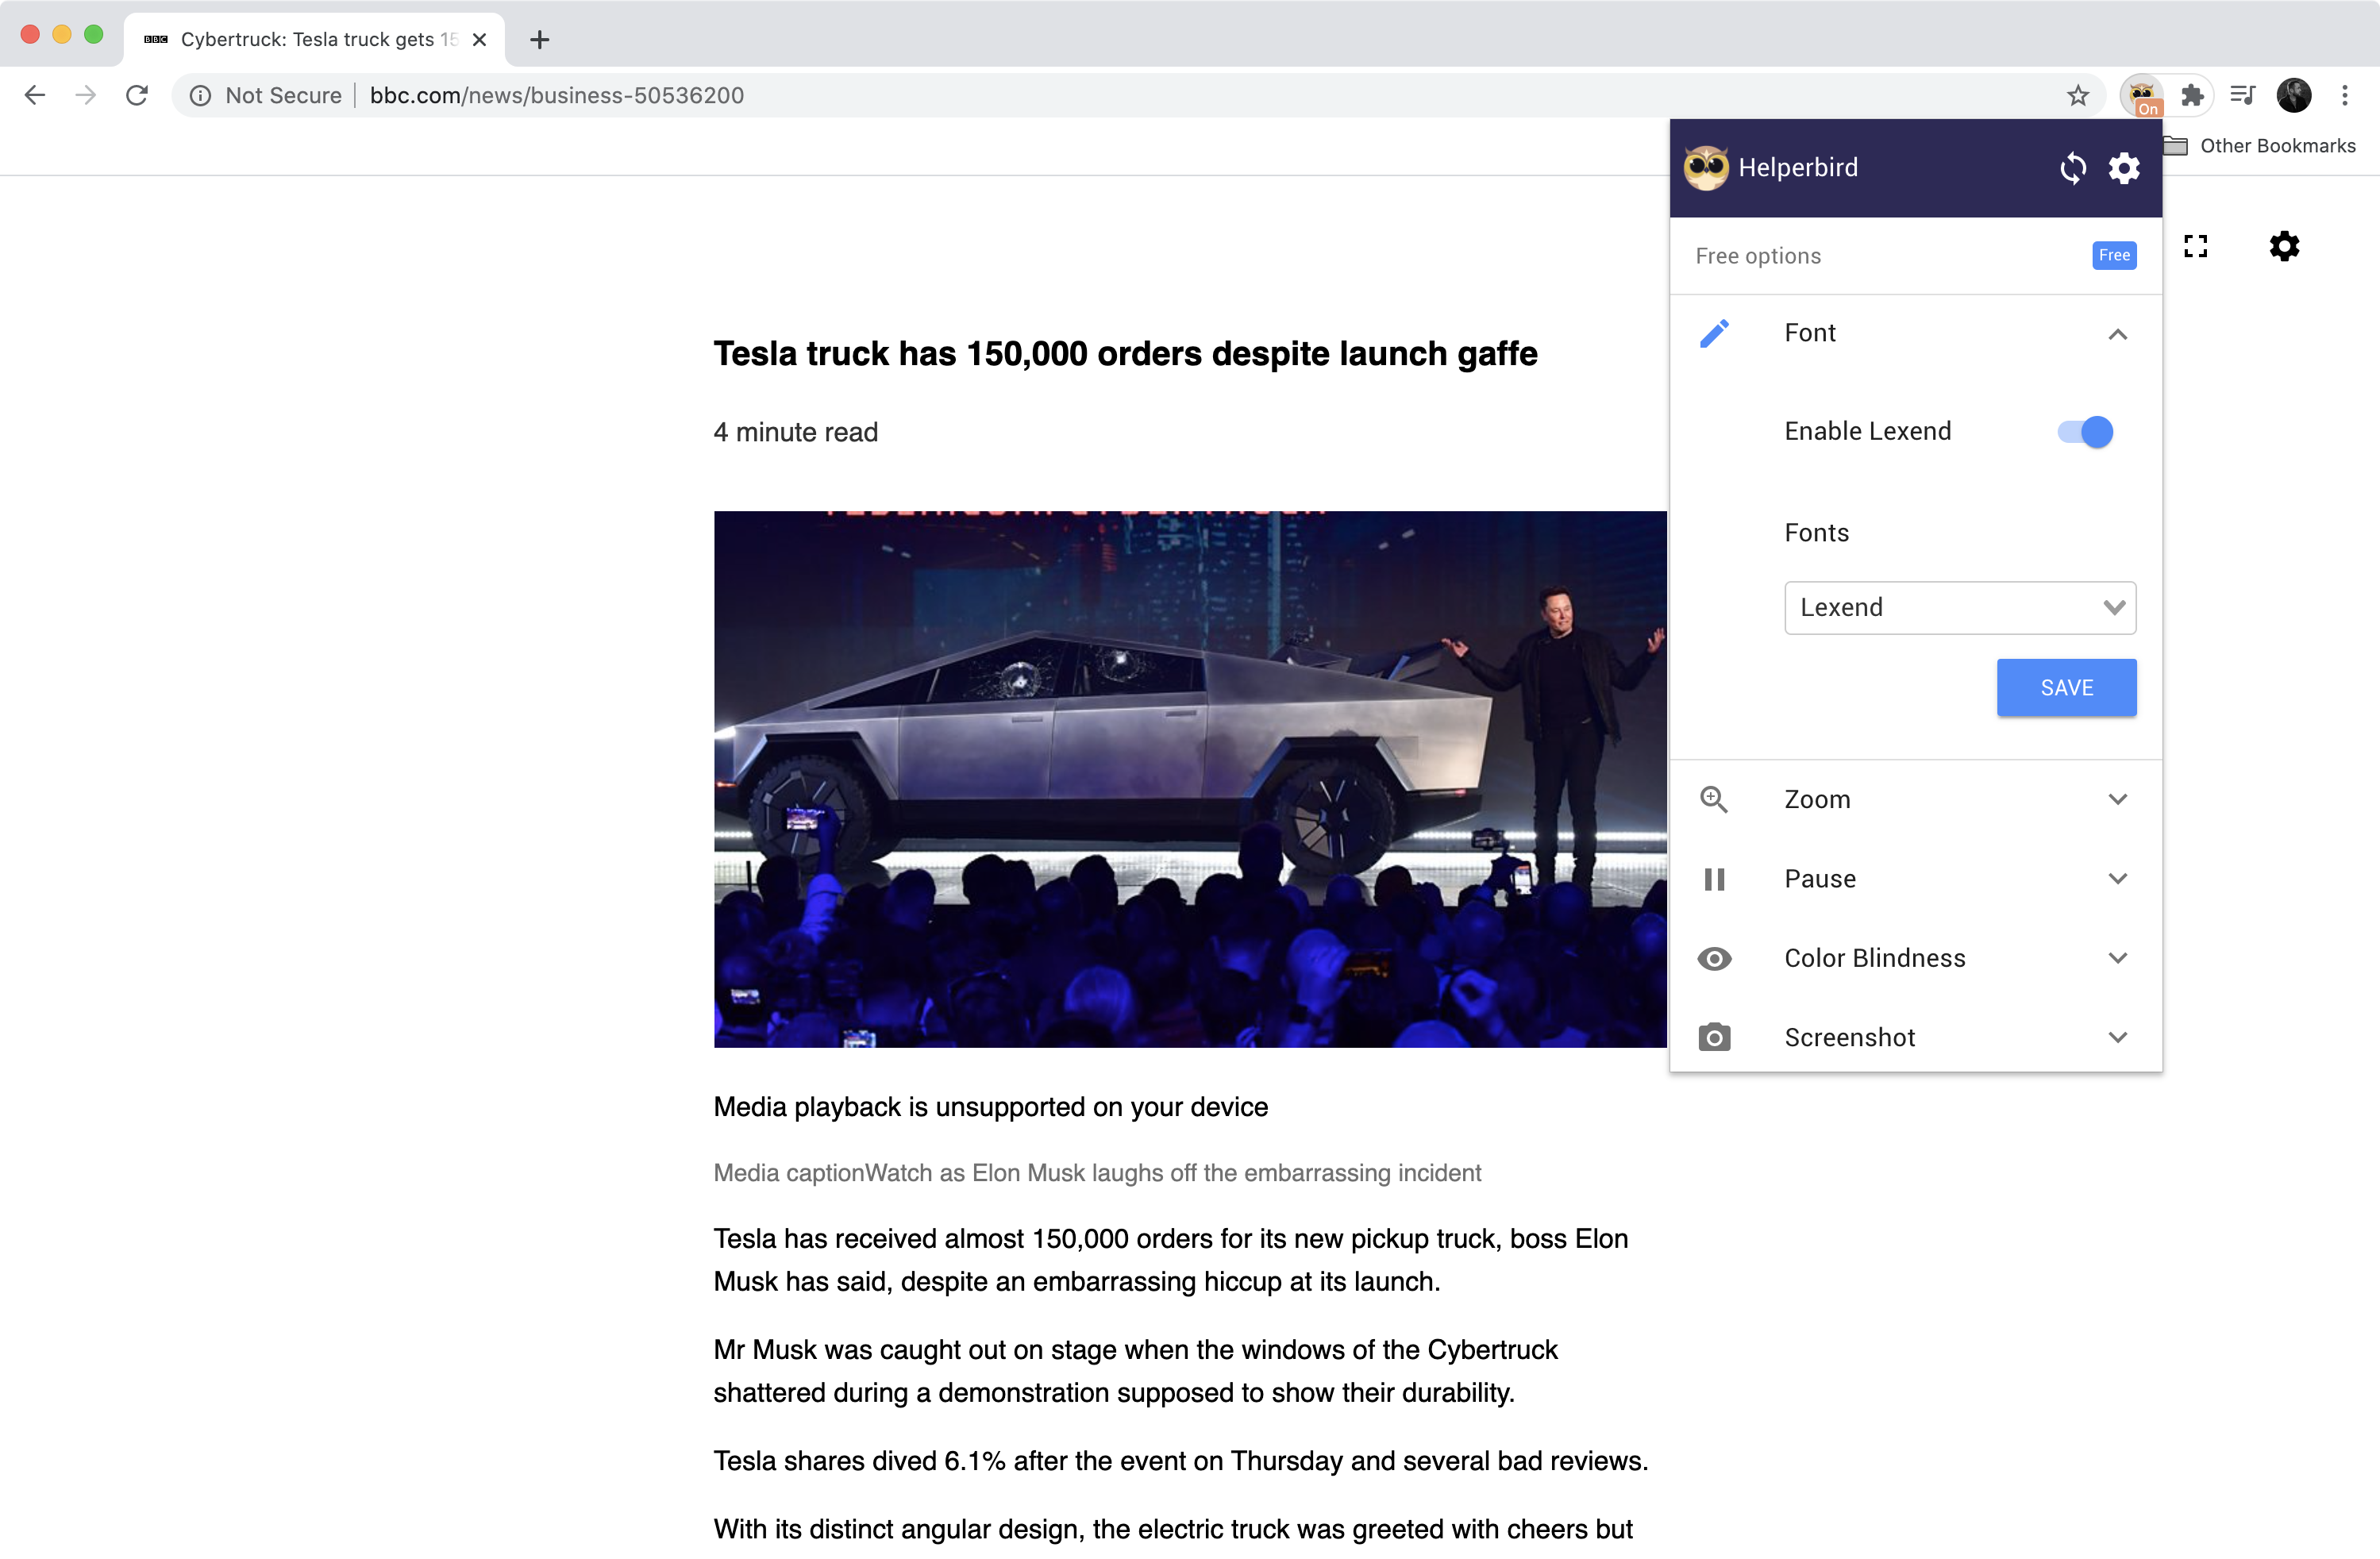 BBC Cybertruck: Tesla truck gets 15
Not Secure bbc.com/news/business-50536200
On
Other Bookmarks
Helperbird
Free options Free
Font
Enable Lexend
Fonts
Lexend
SAVE
Zoom
Pause
Color Blindness
Screenshot
Tesla truck has 150,000 orders despite launch gaffe
4 minute read
Media playback is unsupported on your device
Media captionWatch as Elon Musk laughs off the embarrassing incident
Tesla has received almost 150,000 orders for its new pickup truck, boss Elon
Musk has said, despite an embarrassing hiccup at its launch.
Mr Musk was caught out on stage when the windows of the Cybertruck
shattered during a demonstration supposed to show their durability.
Tesla shares dived 6.1% after the event on Thursday and several bad reviews.
With its distinct angular design, the electric truck was greeted with cheers but